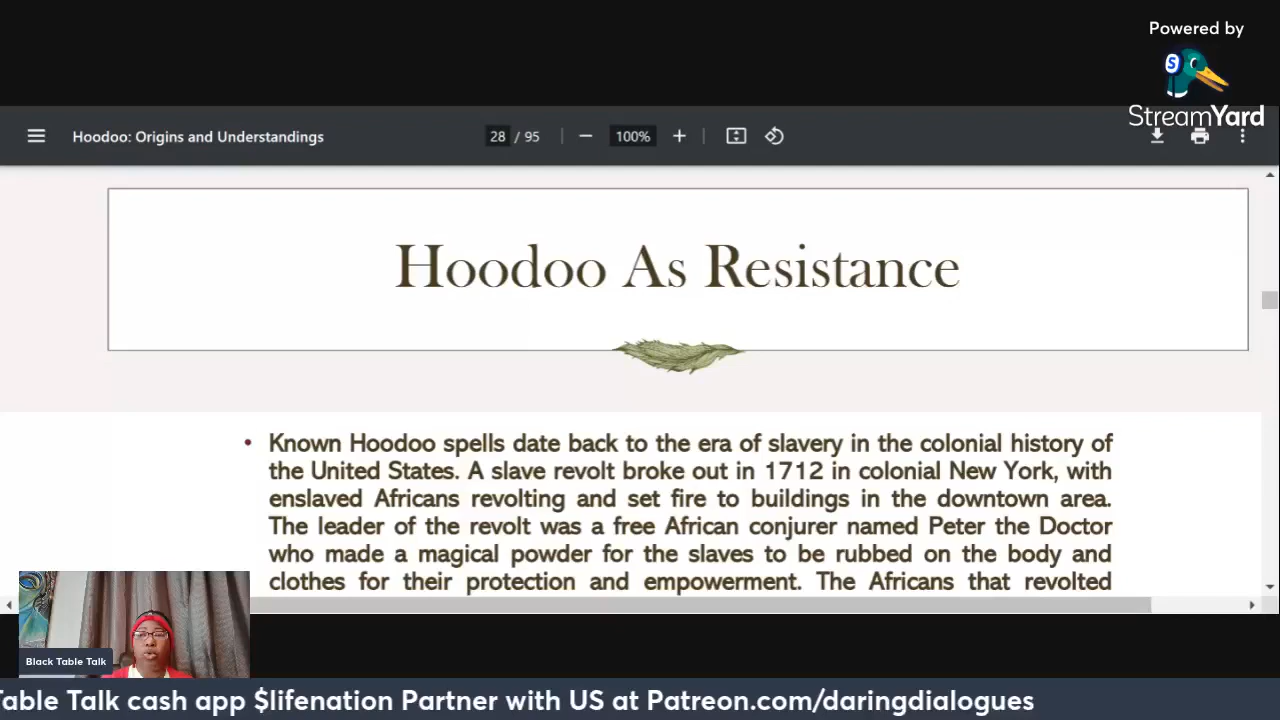 Powered by
S
StreamYard
Hoodoo: Origins and Understandings
28 / 95
100%
Hoodoo As Resistance
• Known Hoodoo spells date back to the era of slavery in the colonial history of
the United States. A slave revolt broke out in 1712 in colonial New York, with
enslaved Africans revolting and set fire to buildings in the downtown area.
The leader of the revolt was a free African conjurer named Peter the Doctor
who made a magical powder for the slaves to be rubbed on the body and
clothes for their protection and empowerment. The Africans that revolted
Black Table Talk
Table Talk cash app $lifenation Partner with US at Patreon.com/daringdialogues